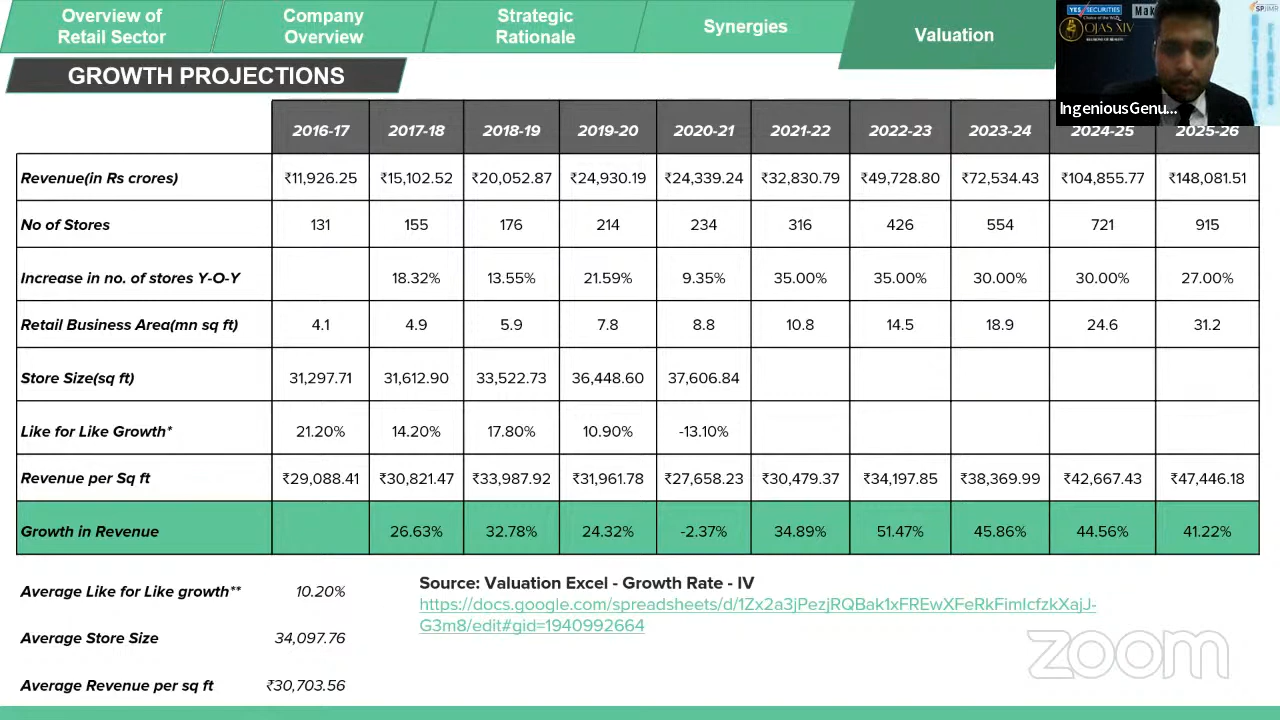 Overview of
Retail Sector
Company
Overview
Strategic
Rationale
Synergies
Valuation
YES SECURITIES
Mak
SPJIMR
OJAS XIV
IngeniousGenu...
GROWTH PROJECTIONS
2016-17 2017-18 2018-19 2019-20 2020-21 2021-22 2022-23 2023-24 2024-25 2025-26
Revenue(in Rs crores) ₹11,926.25 ₹15,102.52 ₹20,052.87 ₹24,930.19 ₹24,339.24 ₹32,830.79 ₹49,728.80 ₹72,534.43 ₹104,855.77 ₹148,081.51
No of Stores 131 155 176 214 234 316 426 554 721 915
Increase in no. of stores Y-O-Y 18.32% 13.55% 21.59% 9.35% 35.00% 35.00% 30.00% 30.00% 27.00%
Retail Business Area(mn sq ft) 4.1 4.9 5.9 7.8 8.8 10.8 14.5 18.9 24.6 31.2
Store Size(sq ft) 31,297.71 31,612.90 33,522.73 36,448.60 37,606.84
Like for Like Growth* 21.20% 14.20% 17.80% 10.90% -13.10%
Revenue per Sq ft ₹29,088.41 ₹30,821.47 ₹33,987.92 ₹31,961.78 ₹27,658.23 ₹30,479.37 ₹34,197.85 ₹38,369.99 ₹42,667.43 ₹47,446.18
Growth in Revenue 26.63% 32.78% 24.32% -2.37% 34.89% 51.47% 45.86% 44.56% 41.22%
Average Like for Like growth** 10.20%
Average Store Size 34,097.76
Average Revenue per sq ft ₹30,703.56
Source: Valuation Excel - Growth Rate - IV
https://docs.google.com/spreadsheets/d/1Zx2a3jPezjRQBak1xFREwXFeRkFimIcfzkXajJ-
G3m8/edit#gid=1940992664
zoom